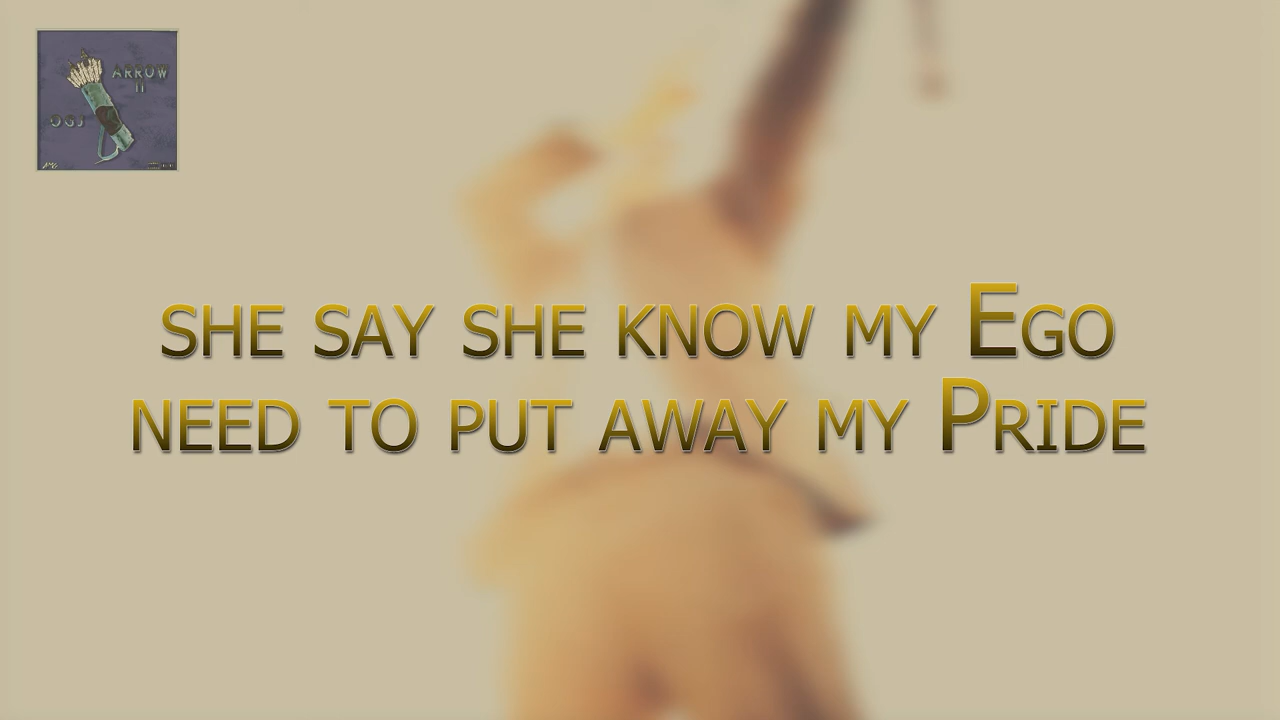 ARROW
II
OGJ
SHE SAY SHE KNOW MY EGO
NEED TO PUT AWAY MY PRIDE